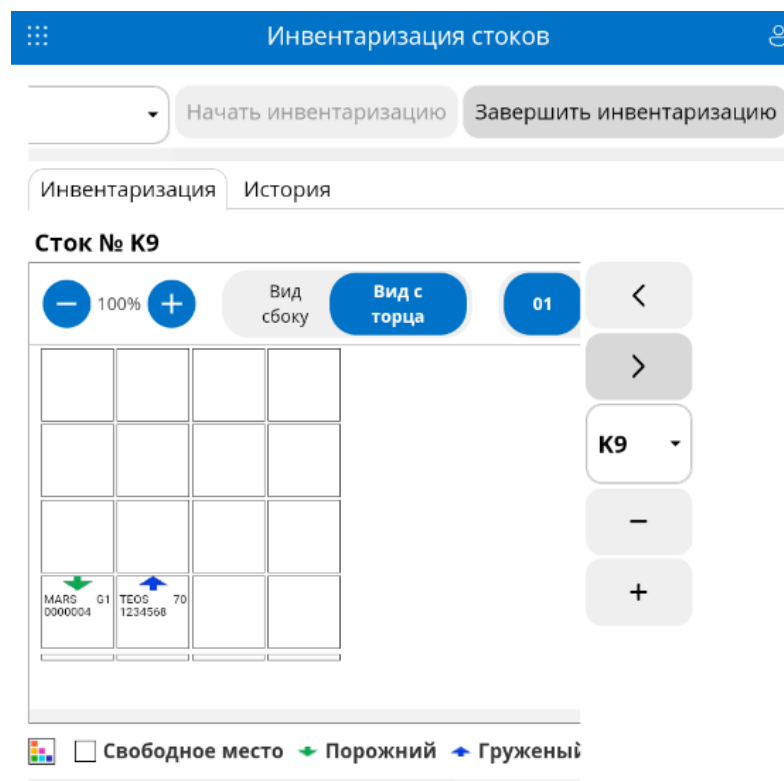 Инвентаризация стоков
Начать инвентаризацию
Завершить инвентаризацию
Инвентаризация
История
Сток № K9
100%
Вид сбоку
Вид с торца
01
K9
MARS G1
0000004
TEOS 70
1234568
Свободное место
Порожний
Груженый